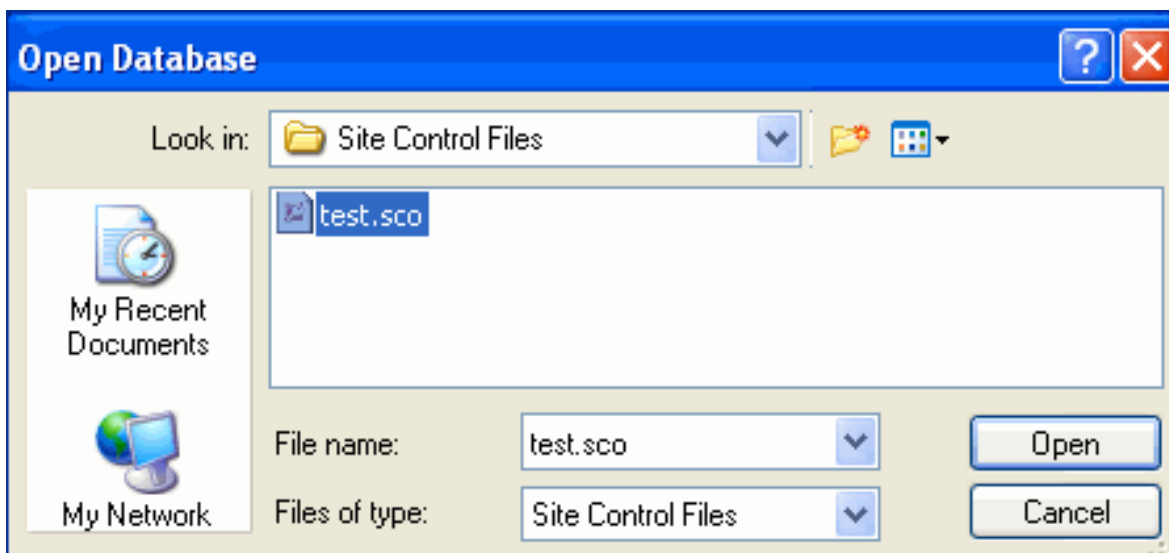 Open Database
Look in: Site Control Files
test.sco
My Recent
Documents
My Network
File name: test.sco Open
Files of type: Site Control Files Cancel